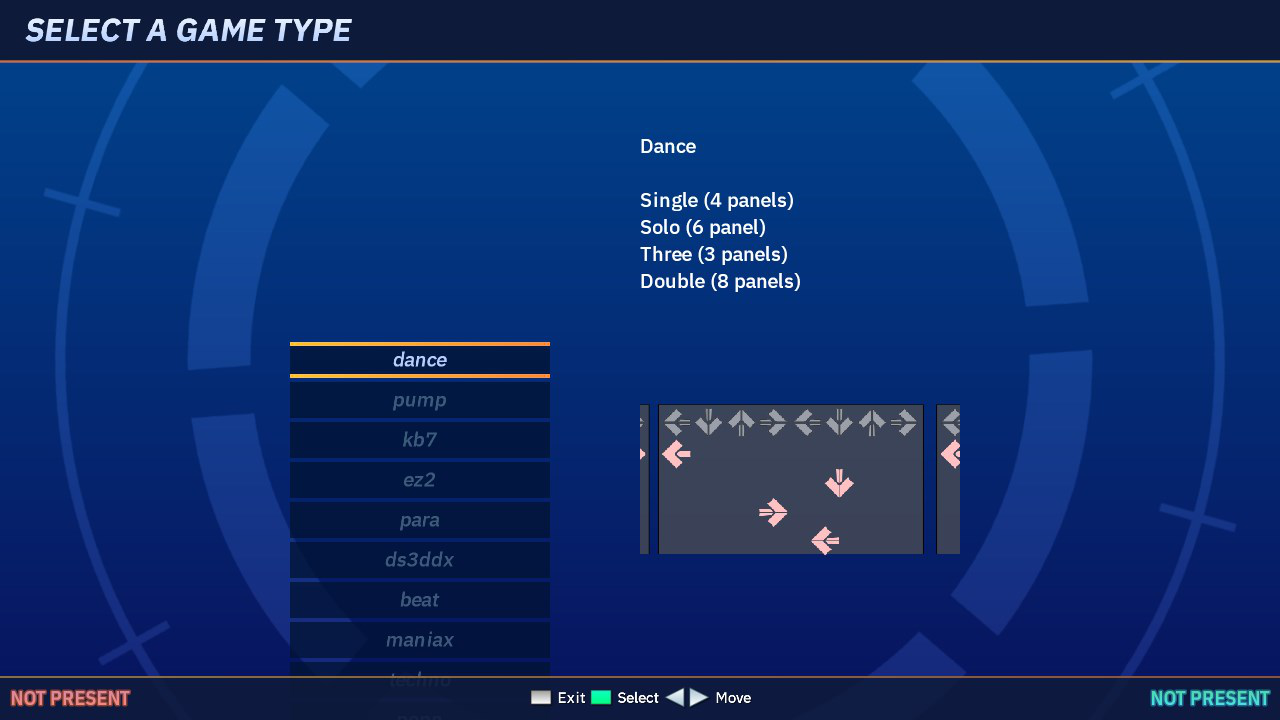 SELECT A GAME TYPE
Dance
Single (4 panels)
Solo (6 panel)
Three (3 panels)
Double (8 panels)
dance
pump
kb7
ez2
para
ds3ddx
beat
maniax
techno
NOT PRESENT
Exit Select Move
NOT PRESENT